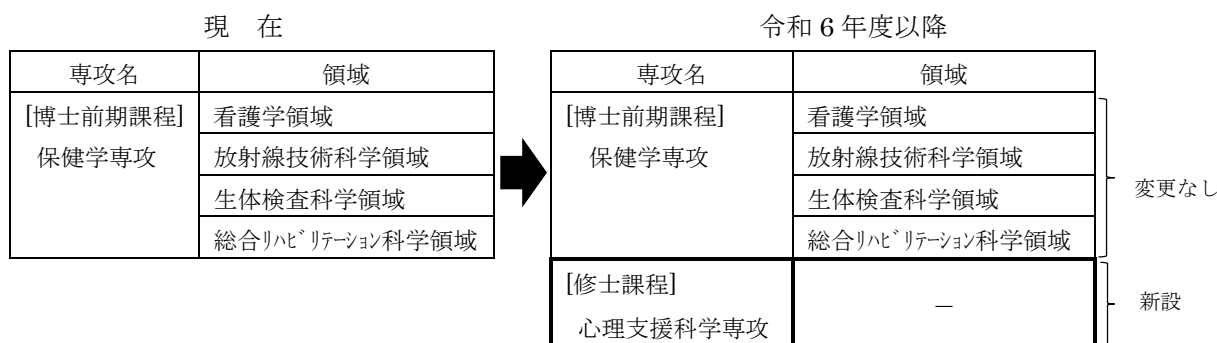 現　在
専攻名 領域
[博士前期課程] 看護学領域
保健学専攻 放射線技術科学領域
生体検査科学領域
総合ﾘﾊﾋﾞﾘﾃｰｼｮﾝ科学領域
令和 6 年度以降
専攻名 領域
[博士前期課程] 看護学領域
保健学専攻 放射線技術科学領域
生体検査科学領域
総合ﾘﾊﾋﾞﾘﾃｰｼｮﾝ科学領域
変更なし
[修士課程]
心理支援科学専攻
－
新設